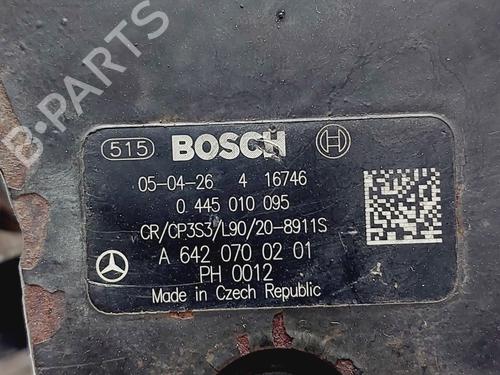 B-PARTS
515 BOSCH
05-04-26 4 16746
0 445 010 095
CR/CP3S3/L90/20-8911S
A 642 070 02 01
PH 0012
Made in Czech Republic